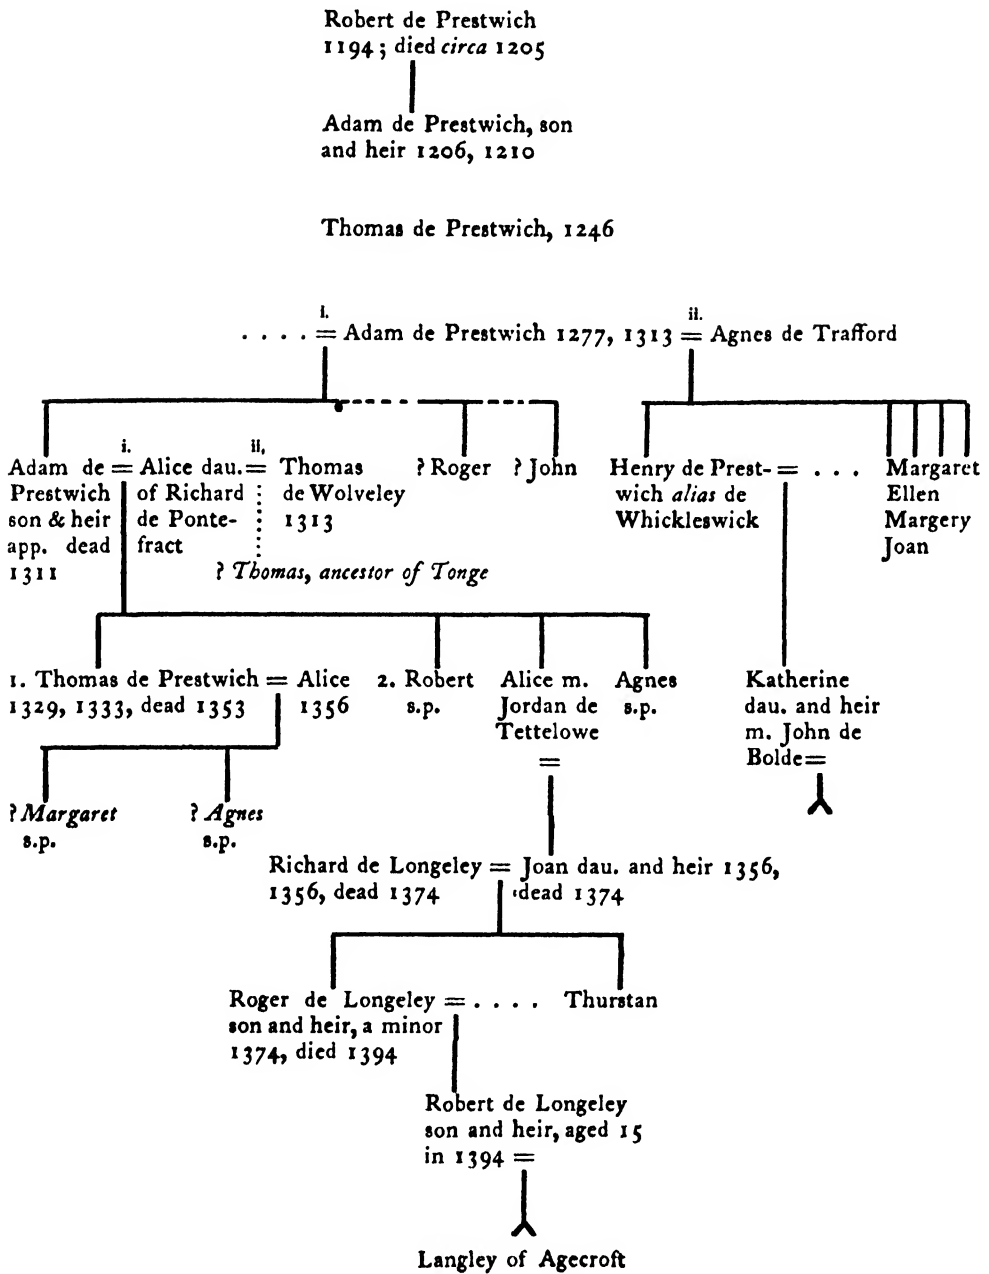 Robert de Prestwich
1194; died circa 1205
Adam de Prestwich, son
and heir 1206, 1210
Thomas de Prestwich, 1246
i. ii.
. . . . = Adam de Prestwich 1277, 1313 = Agnes de Trafford
i. ii.
Adam de = Alice dau. = Thomas
Prestwich of Richard de Wolveley
son & heir de Ponte- 1313
app. dead fract
1311
? Thomas, ancestor of Tonge
? Roger
? John
Henry de Prest- = . . .
wich alias de
Whickleswick
Margaret
Ellen
Margery
Joan
1. Thomas de Prestwich = Alice
1329, 1333, dead 1353 1356
2. Robert
s.p.
Alice m.
Jordan de
Tettelowe
=
Agnes
s.p.
Katherine
dau. and heir
m. John de
Bolde =
? Margaret
s.p.
? Agnes
s.p.
Richard de Longeley = Joan dau. and heir 1356,
1356, dead 1374 dead 1374
Roger de Longeley = . . . . Thurstan
son and heir, a minor
1374, died 1394
Robert de Longeley
son and heir, aged 15
in 1394 =
Langley of Agecroft